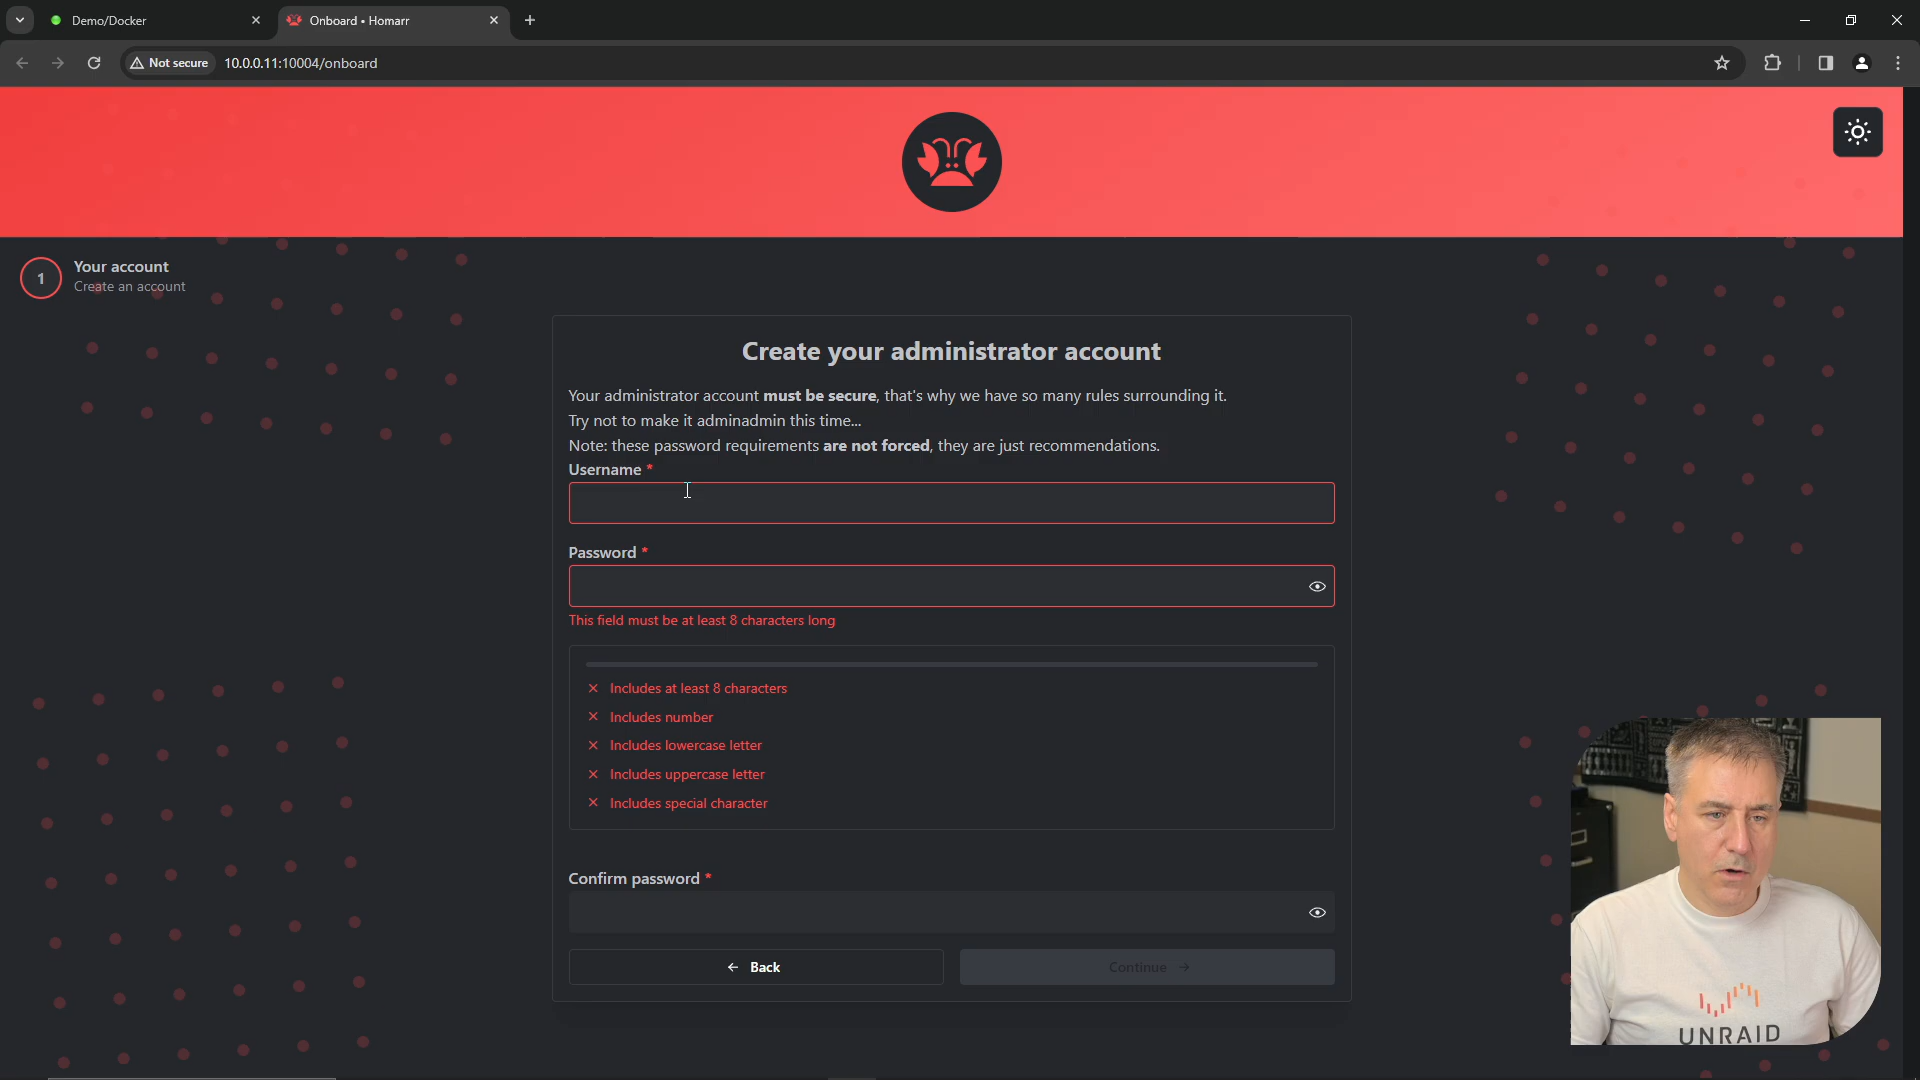 Demo/Docker
Onboard • Homarr
Not secure
10.0.0.11:10004/onboard
1
Your account
Create an account
Create your administrator account
Your administrator account must be secure, that's why we have so many rules surrounding it.
Try not to make it adminadmin this time...
Note: these password requirements are not forced, they are just recommendations.
Username *
Password *
This field must be at least 8 characters long
Includes at least 8 characters
Includes number
Includes lowercase letter
Includes uppercase letter
Includes special character
Confirm password *
← Back
Continue →
UNRAID